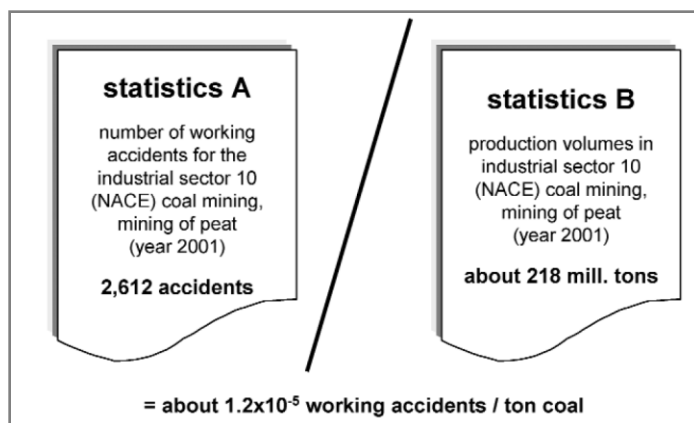 statistics A
number of working
accidents for the
industrial sector 10
(NACE) coal mining,
mining of peat
(year 2001)
2,612 accidents
statistics B
production volumes in
industrial sector 10
(NACE) coal mining,
mining of peat
(year 2001)
about 218 mill. tons
= about 1.2x10⁻⁵ working accidents / ton coal